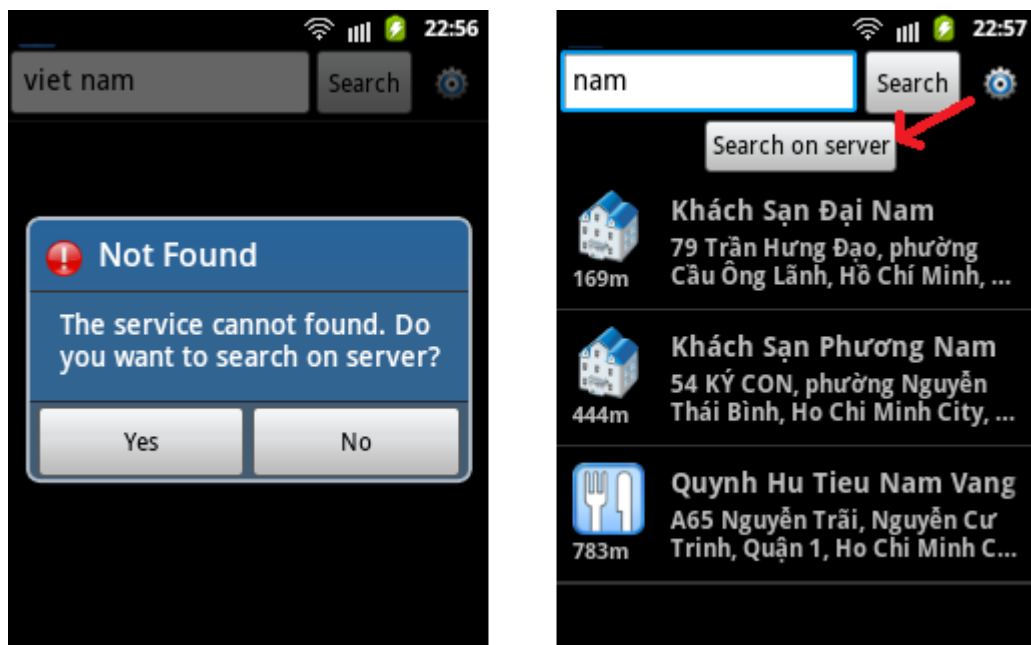 22:56
viet nam
Search
Not Found
The service cannot found. Do
you want to search on server?
Yes
No
22:57
nam
Search
Search on server
Khách Sạn Đại Nam
79 Trần Hưng Đạo, phường
Cầu Ông Lãnh, Hồ Chí Minh, ...
169m
Khách Sạn Phương Nam
54 KÝ CON, phường Nguyễn
Thái Bình, Ho Chi Minh City, ...
444m
Quynh Hu Tieu Nam Vang
A65 Nguyễn Trãi, Nguyễn Cư
Trinh, Quận 1, Ho Chi Minh C...
783m